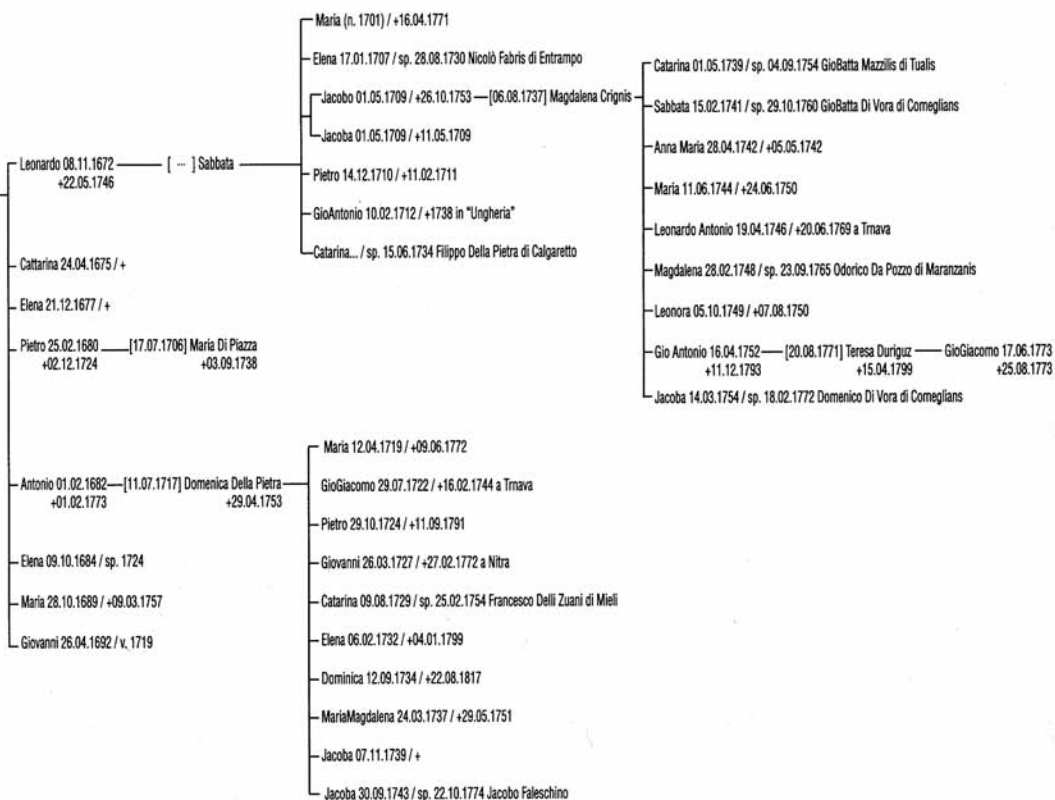 Leonardo 08.11.1672 [ ... ] Sabbata
+22.05.1746
Cattarina 24.04.1675 / +
Elena 21.12.1677 / +
Pietro 25.02.1680 [17.07.1706] Maria Di Piazza
+02.12.1724 +03.09.1738
Antonio 01.02.1682 [11.07.1717] Domenica Della Pietra
+01.02.1773 +29.04.1753
Elena 09.10.1684 / sp. 1724
Maria 28.10.1689 / +09.03.1757
Giovanni 26.04.1692 / v. 1719
Maria (n. 1701) / +16.04.1771
Elena 17.01.1707 / sp. 28.08.1730 Nicolò Fabris di Entrampo
Jacobo 01.05.1709 / +26.10.1753 [06.08.1737] Magdalena Crignis
Jacoba 01.05.1709 / +11.05.1709
Pietro 14.12.1710 / +11.02.1711
GioAntonio 10.02.1712 / +1738 in "Ungheria"
Catarina... / sp. 15.06.1734 Filippo Della Pietra di Calgaretto
Catarina 01.05.1739 / sp. 04.09.1754 GioBatta Mazzilis di Tualis
Sabbata 15.02.1741 / sp. 29.10.1760 GioBatta Di Vora di Comeglians
Anna Maria 28.04.1742 / +05.05.1742
Maria 11.06.1744 / +24.06.1750
Leonardo Antonio 19.04.1746 / +20.06.1769 a Trnava
Magdalena 28.02.1748 / sp. 23.09.1765 Odorico Da Pozzo di Maranzanis
Leonora 05.10.1749 / +07.08.1750
Gio Antonio 16.04.1752 [20.08.1771] Teresa Duriguz GioGiacomo 17.06.1773
+11.12.1793 +15.04.1799 +25.08.1773
Jacoba 14.03.1754 / sp. 18.02.1772 Domenico Di Vora di Comeglians
Maria 12.04.1719 / +09.06.1772
GioGiacomo 29.07.1722 / +16.02.1744 a Trnava
Pietro 29.10.1724 / +11.09.1791
Giovanni 26.03.1727 / +27.02.1772 a Nitra
Catarina 09.08.1729 / sp. 25.02.1754 Francesco Delli Zuani di Mieli
Elena 06.02.1732 / +04.01.1799
Dominica 12.09.1734 / +22.08.1817
MariaMagdalena 24.03.1737 / +29.05.1751
Jacoba 07.11.1739 / +
Jacoba 30.09.1743 / sp. 22.10.1774 Jacobo Faleschino